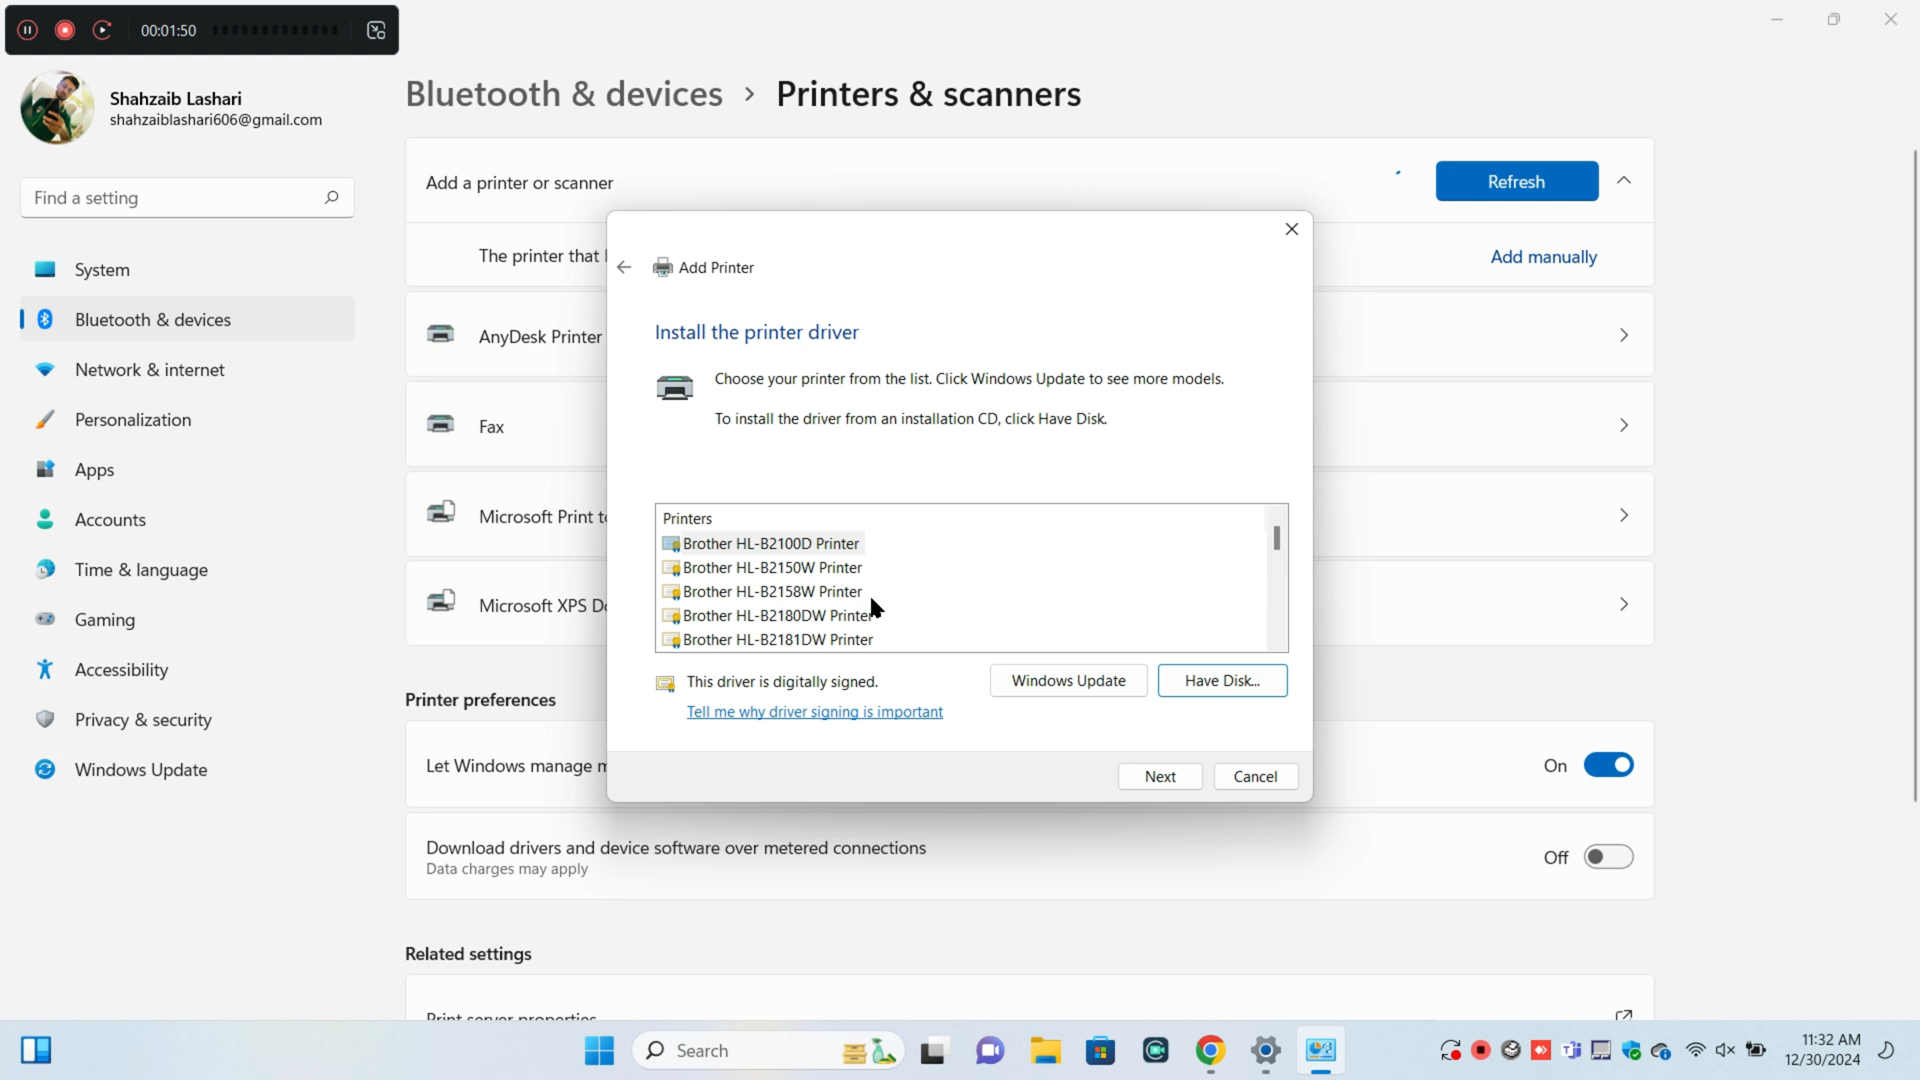 00:01:50
Shahzaib Lashari
shahzaiblashari606@gmail.com
Find a setting
System
Bluetooth & devices
Network & internet
Personalization
Apps
Accounts
Time & language
Gaming
Accessibility
Privacy & security
Windows Update
Bluetooth & devices > Printers & scanners
Add a printer or scanner
Refresh
The printer that
Add manually
AnyDesk Printer
Fax
Microsoft Print
Microsoft XPS
Printer preferences
Let Windows manage
On
Download drivers and device software over metered connections
Data charges may apply
Off
Related settings
Print server properties
Add Printer
Install the printer driver
Choose your printer from the list. Click Windows Update to see more models.
To install the driver from an installation CD, click Have Disk.
Printers
Brother HL-B2100D Printer
Brother HL-B2150W Printer
Brother HL-B2158W Printer
Brother HL-B2180DW Printer
Brother HL-B2181DW Printer
This driver is digitally signed.
Windows Update
Have Disk...
Tell me why driver signing is important
Next
Cancel
Search
11:32 AM
12/30/2024